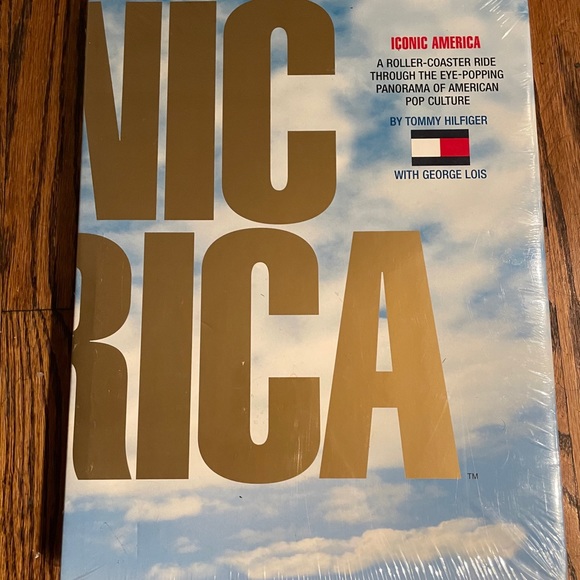 NIC
RICA
™
ICONIC AMERICA
A ROLLER-COASTER RIDE
THROUGH THE EYE-POPPING
PANORAMA OF AMERICAN
POP CULTURE
BY TOMMY HILFIGER
WITH GEORGE LOIS